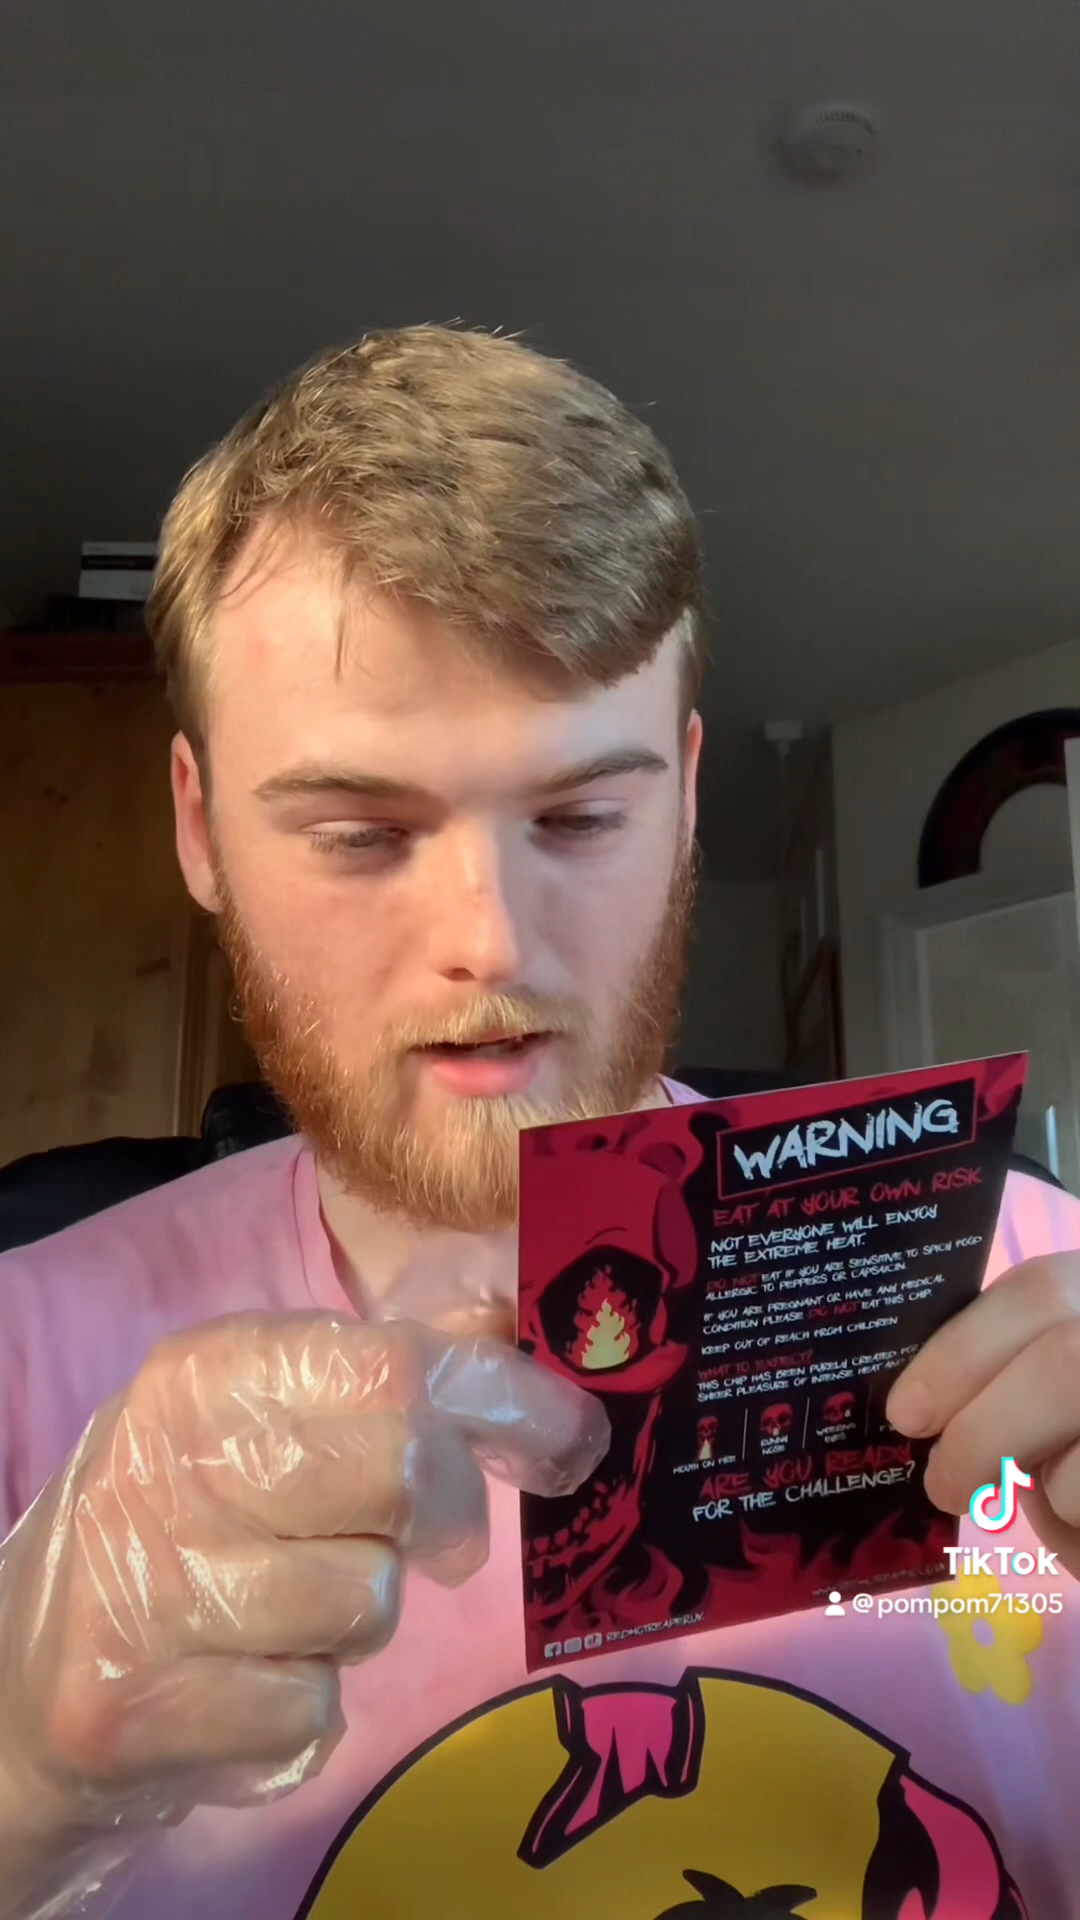 WARNING
EAT AT YOUR OWN RISK
NOT EVERYONE WILL ENJOY
THE EXTREME HEAT.
DO NOT EAT IF YOU ARE SENSITIVE TO SPICY FOOD
ALLERGIC TO PEPPERS OR CAPSAICIN.
IF YOU ARE PREGNANT OR HAVE ANY MEDICAL
CONDITION PLEASE DO NOT EAT THIS CHIP.
KEEP OUT OF REACH FROM CHILDREN
WHAT TO EXPECT?
THIS CHIP HAS BEEN PURELY CREATED FOR
SHEER PLEASURE OF INTENSE HEAT AND
MOUTH ON FIRE
RUNNY
NOSE
WATERING
EYES
ARE YOU READY
FOR THE CHALLENGE?
TikTok
@pompom71305